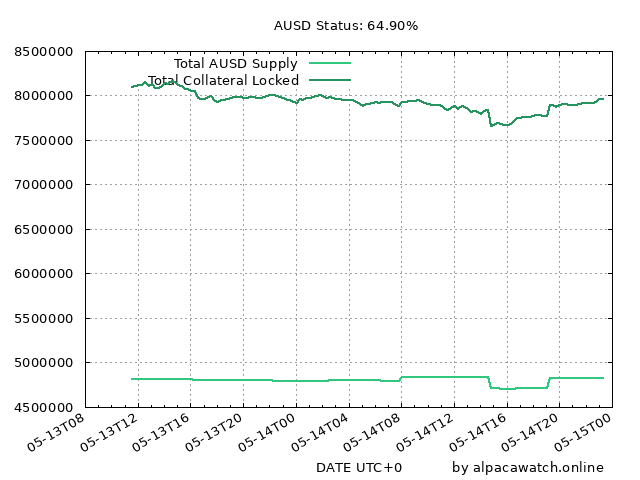 AUSD Status: 64.90%
8500000
Total AUSD Supply
Total Collateral Locked
8000000
7500000
7000000
6500000
6000000
5500000
5000000
4500000
05-13T08
05-13T12
05-13T16
05-13T20
05-14T00
05-14T04
05-14T08
05-14T12
05-14T16
05-14T20
05-15T00
DATE UTC+0
by alpacawatch.online